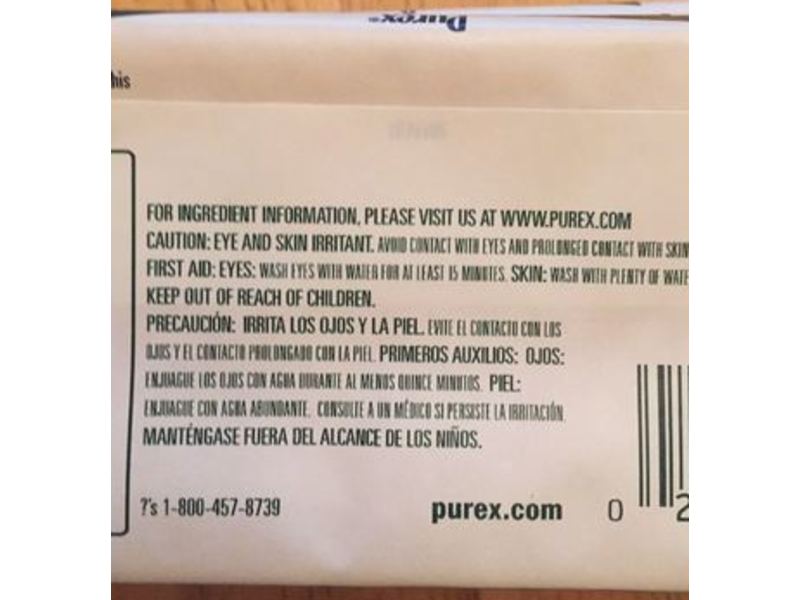 Purex
his
FOR INGREDIENT INFORMATION, PLEASE VISIT US AT WWW.PUREX.COM
CAUTION: EYE AND SKIN IRRITANT. AVOID CONTACT WITH EYES AND PROLONGED CONTACT WITH SKIN
FIRST AID: EYES: WASH EYES WITH WATER FOR AT LEAST 15 MINUTES. SKIN: WASH WITH PLENTY OF WATE
KEEP OUT OF REACH OF CHILDREN.
PRECAUCIÓN: IRRITA LOS OJOS Y LA PIEL. EVITE EL CONTACTO CON LOS
OJOS Y EL CONTACTO PROLONGADO CON LA PIEL. PRIMEROS AUXILIOS: OJOS:
ENJUAGUE LOS OJOS CON AGUA DURANTE AL MENOS QUINCE MINUTOS. PIEL:
ENJUAGUE CON AGUA ABUNDANTE. CONSULTE A UN MÉDICO SI PERSISTE LA IRRITACIÓN.
MANTÉNGASE FUERA DEL ALCANCE DE LOS NIÑOS.
?'s 1-800-457-8739 purex.com 0 2